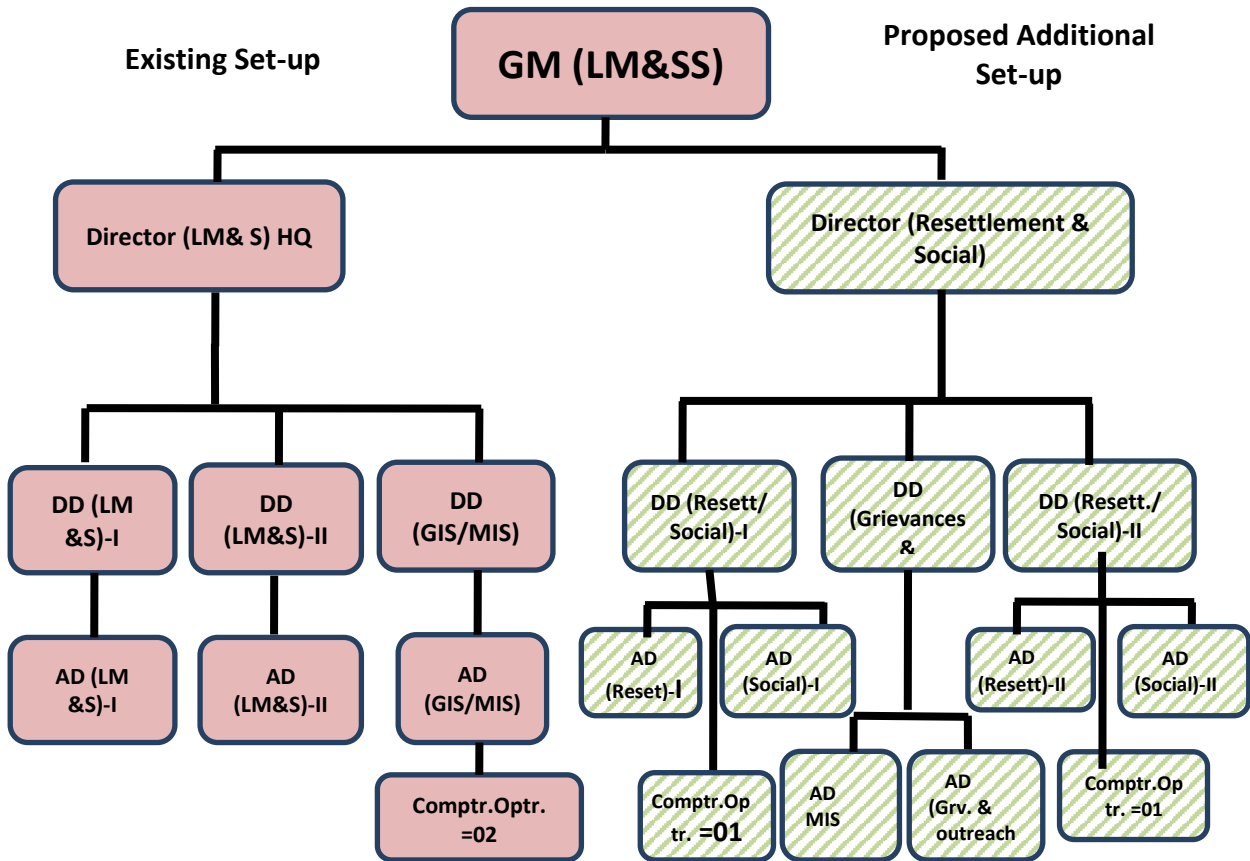 Existing Set-up
GM (LM&SS)
Proposed Additional
Set-up
Director (LM& S) HQ
Director (Resettlement &
Social)
DD (LM
&S)-I
DD
(LM&S)-II
DD
(GIS/MIS)
DD (Resett/
Social)-I
DD
(Grievances
&
DD (Resett./
Social)-II
AD (LM
&S)-I
AD
(LM&S)-II
AD
(GIS/MIS)
AD
(Reset)-I
AD
(Social)-I
AD
(Resett)-II
AD
(Social)-II
Comptr.Optr.
=02
Comptr.Op
tr. =01
AD
MIS
AD
(Grv. &
outreach
Comptr.Op
tr. =01